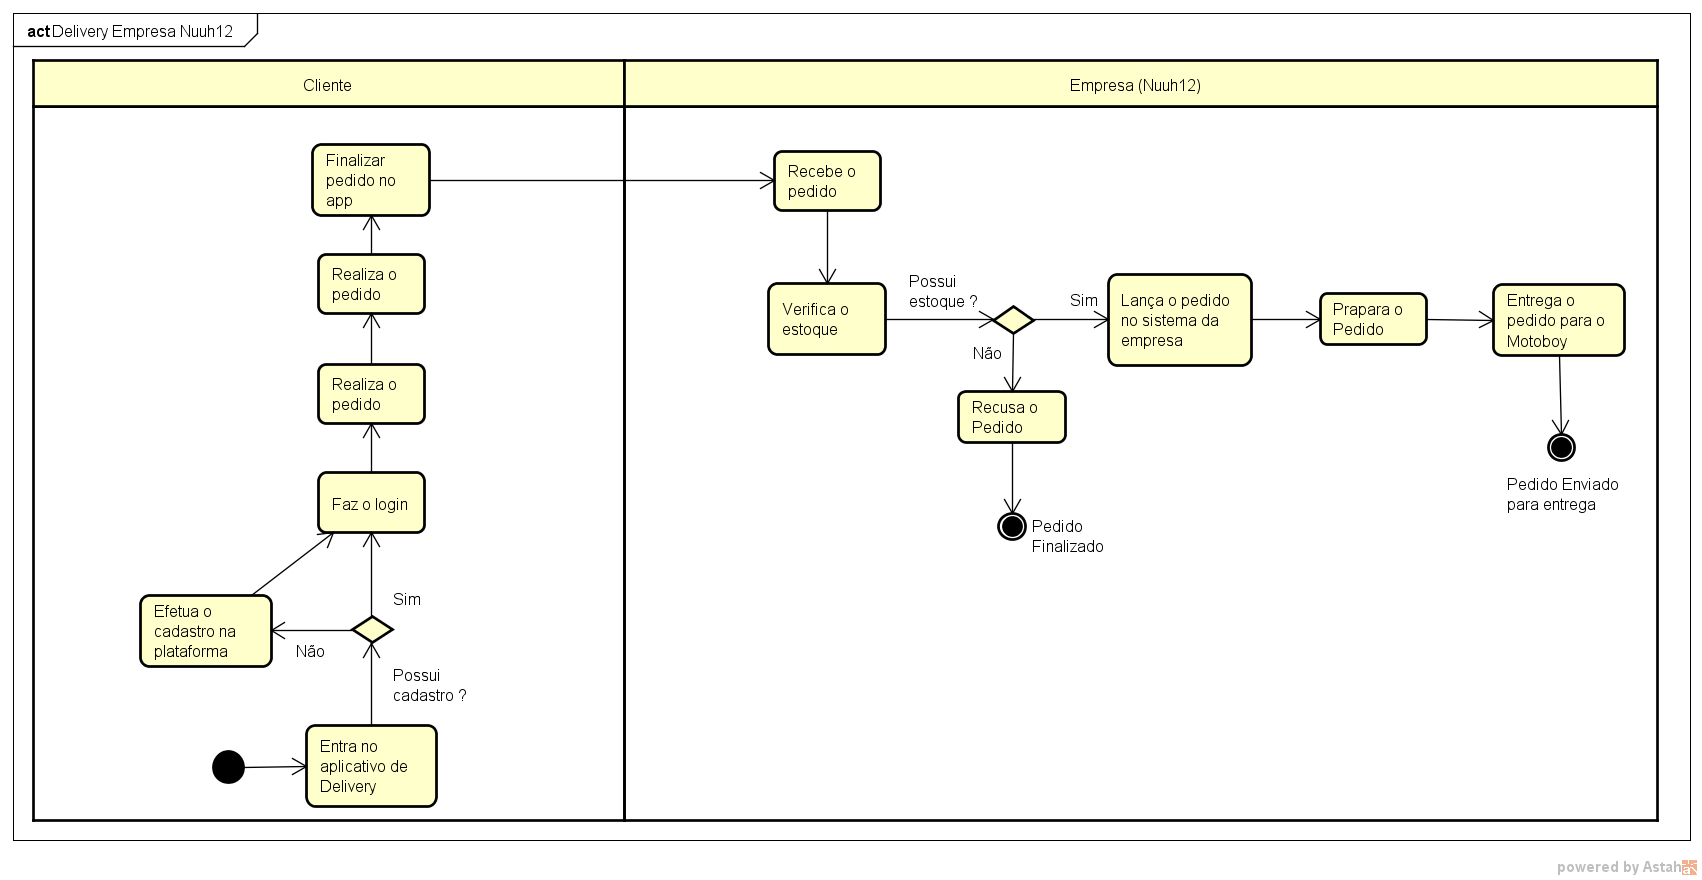 act Delivery Empresa Nuuh12
Cliente
Empresa (Nuuh12)
Finalizar
pedido no
app
Realiza o
pedido
Realiza o
pedido
Faz o login
Efetua o
cadastro na
plataforma
Sim
Não
Possui
cadastro ?
Entra no
aplicativo de
Delivery
Recebe o
pedido
Verifica o
estoque
Possui
estoque ?
Sim
Não
Lança o pedido
no sistema da
empresa
Prapara o
Pedido
Entrega o
pedido para o
Motoboy
Recusa o
Pedido
Pedido
Finalizado
Pedido Enviado
para entrega
powered by Astah